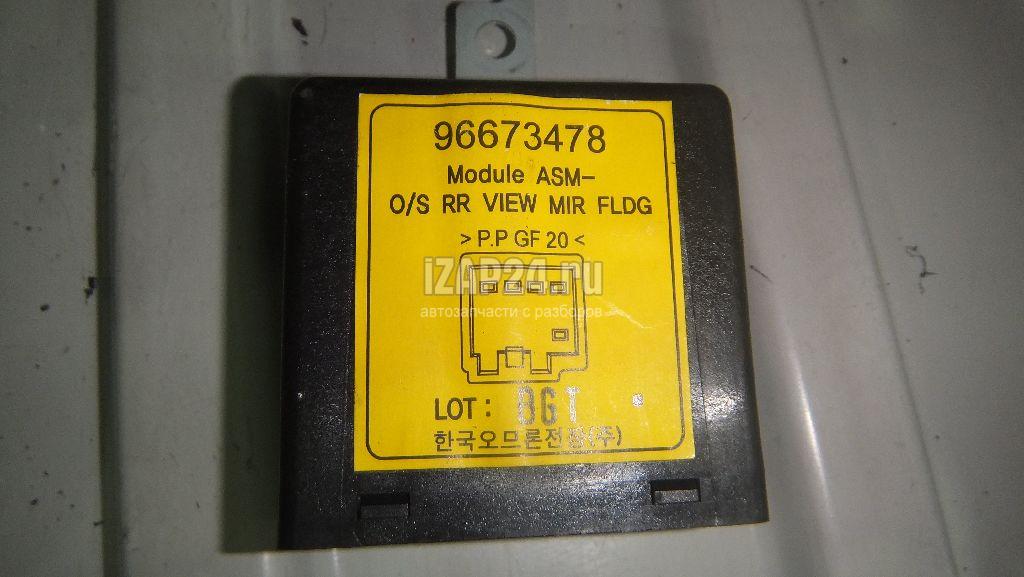 96673478
Module ASM-
O/S RR VIEW MIR FLDG
> P.P GF 20 <
iZAP24.ru
автозапчасти с разборов
LOT : BGT
한국오므론전장(주)